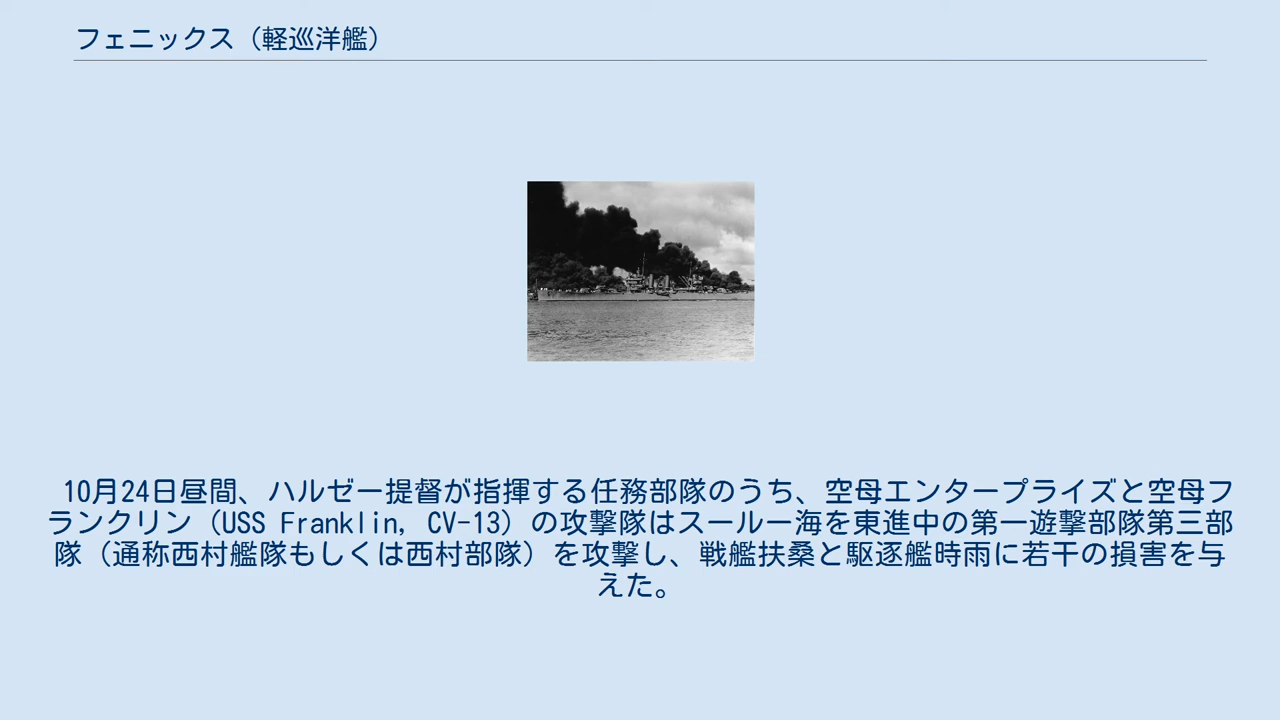 フェニックス（軽巡洋艦）
10月24日昼間、ハルゼー提督が指揮する任務部隊のうち、空母エンタープライズと空母フ
ランクリン（USS Franklin, CV-13）の攻撃隊はスールー海を東進中の第一遊撃部隊第三部
隊（通称西村艦隊もしくは西村部隊）を攻撃し、戦艦扶桑と駆逐艦時雨に若干の損害を与
えた。